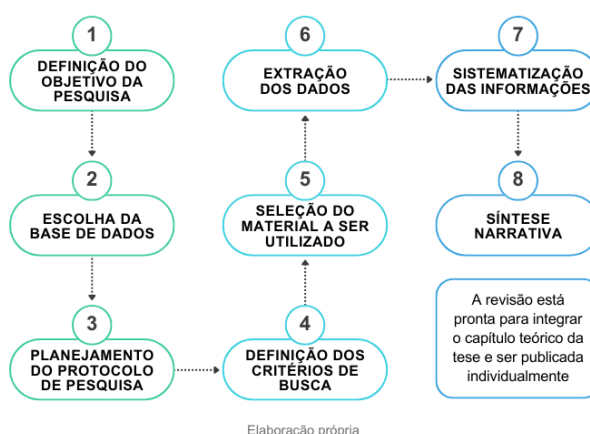 1
DEFINIÇÃO DO
OBJETIVO DA
PESQUISA
2
ESCOLHA DA
BASE DE DADOS
3
PLANEJAMENTO
DO PROTOCOLO
DE PESQUISA
4
DEFINIÇÃO DOS
CRITÉRIOS DE
BUSCA
5
SELEÇÃO DO
MATERIAL A SER
UTILIZADO
6
EXTRAÇÃO
DOS DADOS
7
SISTEMATIZAÇÃO
DAS INFORMAÇÕES
8
SÍNTESE
NARRATIVA
A revisão está
pronta para integrar
o capítulo teórico da
tese e ser publicada
individualmente
Elaboração própria